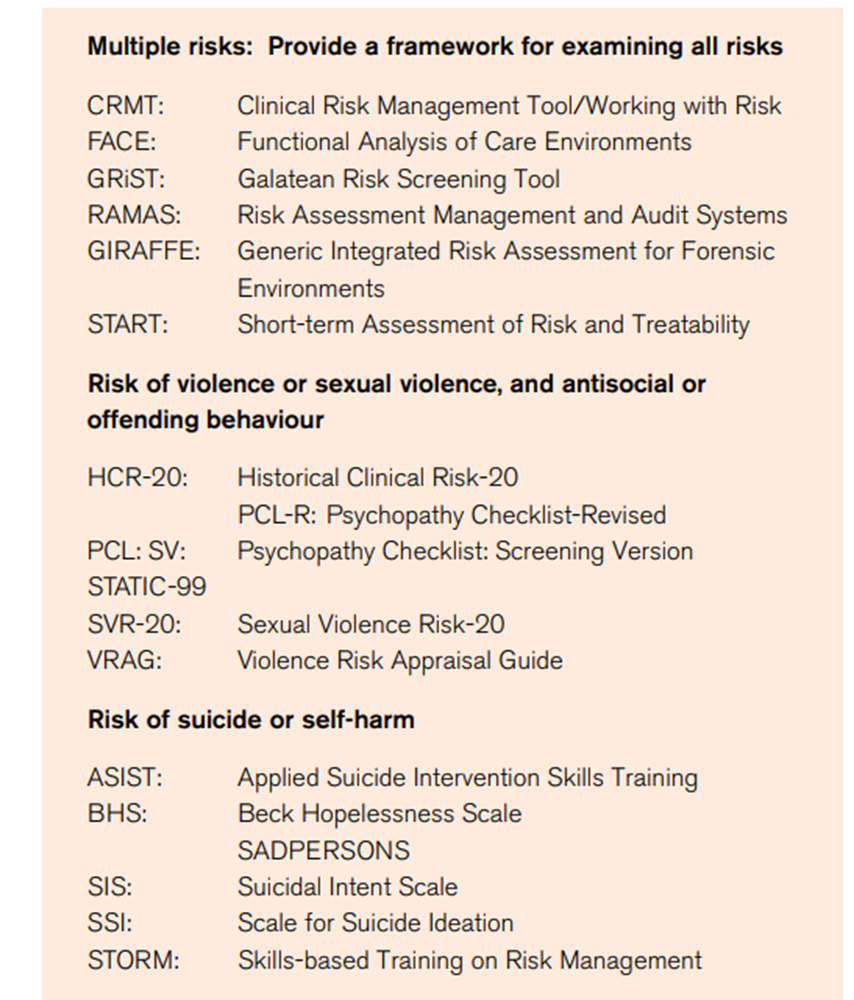 Multiple risks: Provide a framework for examining all risks
CRMT: Clinical Risk Management Tool/Working with Risk
FACE: Functional Analysis of Care Environments
GRiST: Galatean Risk Screening Tool
RAMAS: Risk Assessment Management and Audit Systems
GIRAFFE: Generic Integrated Risk Assessment for Forensic
Environments
START: Short-term Assessment of Risk and Treatability
Risk of violence or sexual violence, and antisocial or
offending behaviour
HCR-20: Historical Clinical Risk-20
PCL-R: Psychopathy Checklist-Revised
PCL: SV: Psychopathy Checklist: Screening Version
STATIC-99
SVR-20: Sexual Violence Risk-20
VRAG: Violence Risk Appraisal Guide
Risk of suicide or self-harm
ASIST: Applied Suicide Intervention Skills Training
BHS: Beck Hopelessness Scale
SADPERSONS
SIS: Suicidal Intent Scale
SSI: Scale for Suicide Ideation
STORM: Skills-based Training on Risk Management